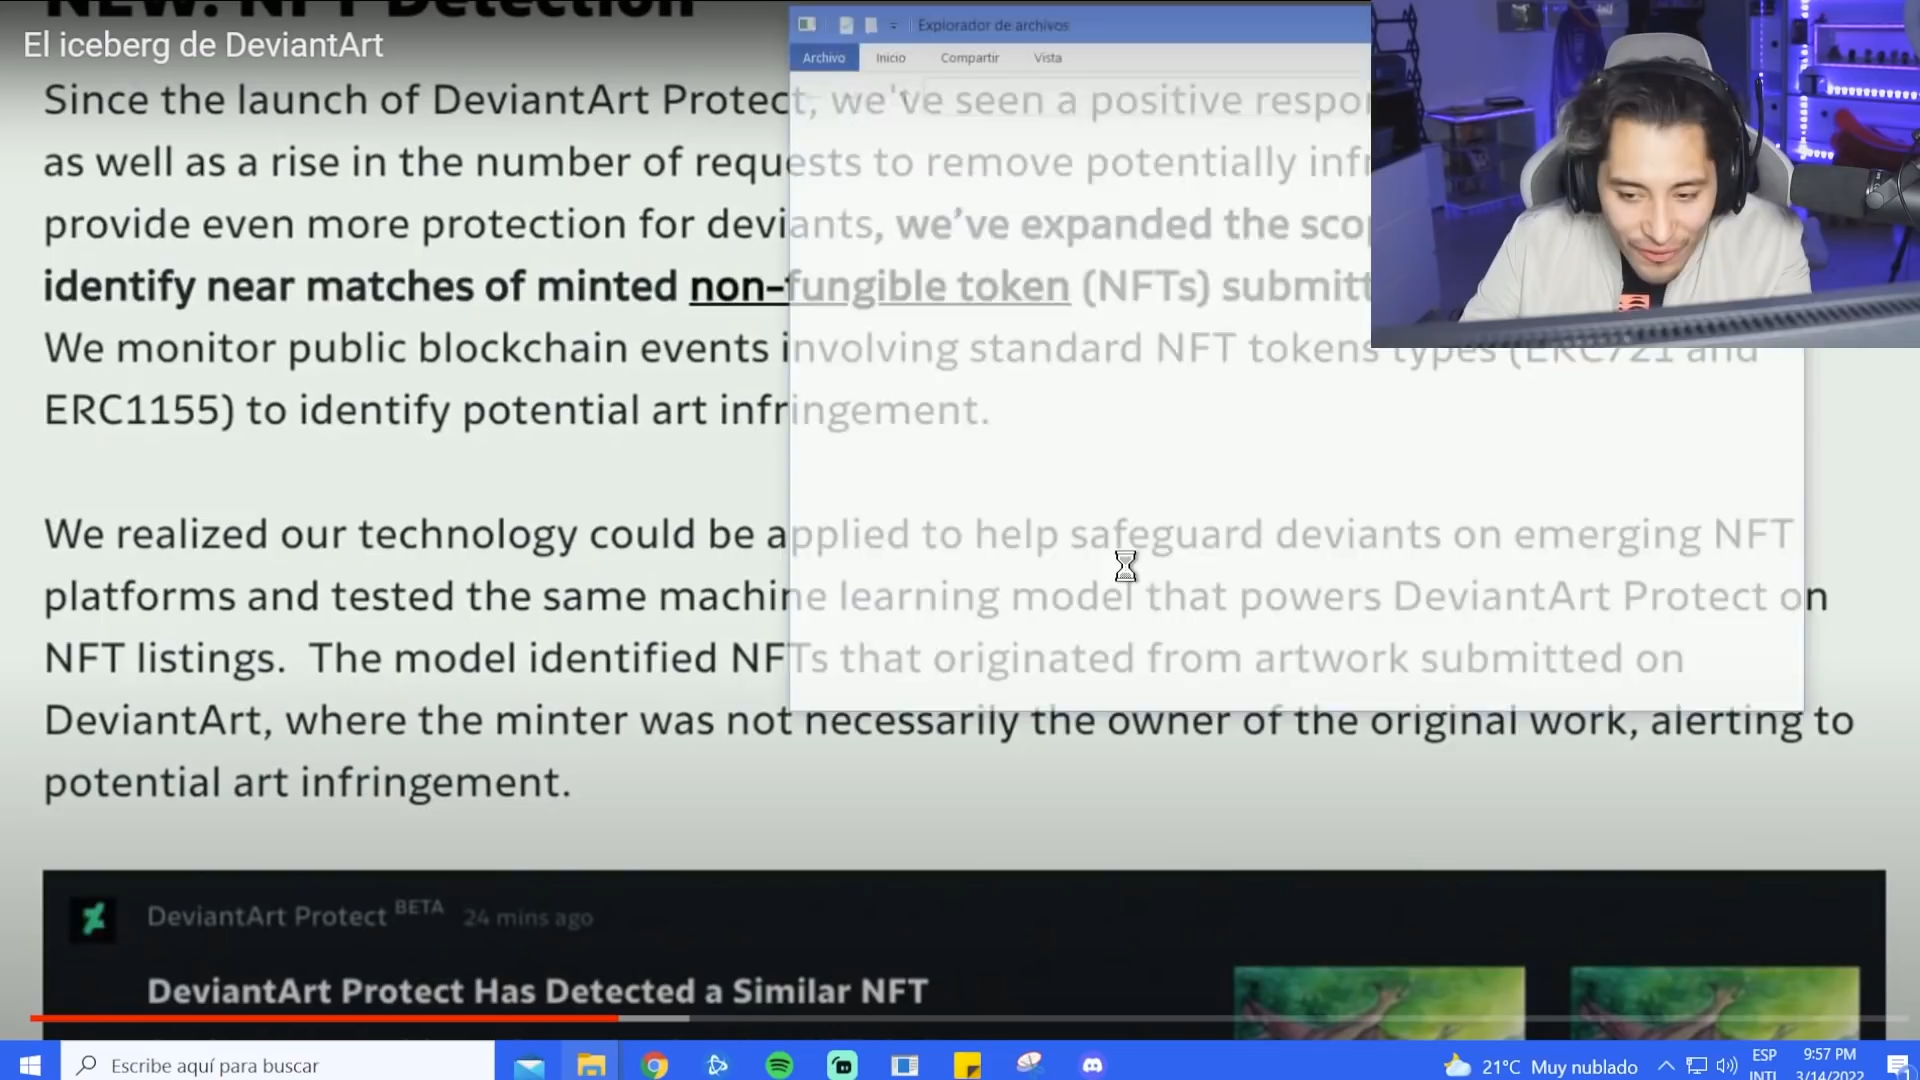 NEW: NFT Detection
El iceberg de DeviantArt
Explorador de archivos
Archivo Inicio Compartir Vista
Since the launch of DeviantArt Protect, we've seen a positive respo
as well as a rise in the number of requests to remove potentially infr
provide even more protection for deviants, we've expanded the sco
identify near matches of minted non-fungible token (NFTs) submitt
We monitor public blockchain events involving standard NFT tokens types (ERC721 and
ERC1155) to identify potential art infringement.
We realized our technology could be applied to help safeguard deviants on emerging NFT
platforms and tested the same machine learning model that powers DeviantArt Protect on
NFT listings. The model identified NFTs that originated from artwork submitted on
DeviantArt, where the minter was not necessarily the owner of the original work, alerting to
potential art infringement.
DeviantArt Protect BETA 24 mins ago
DeviantArt Protect Has Detected a Similar NFT
Escribe aquí para buscar
21°C Muy nublado
ESP
INTL
9:57 PM
3/14/2022
1